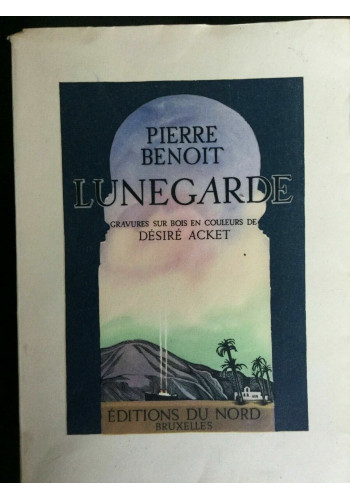 PIERRE
BENOIT
LUNEGARDE
GRAVURES SUR BOIS EN COULEURS DE
DÉSIRÉ ACKET
ÉDITIONS DU NORD
BRUXELLES